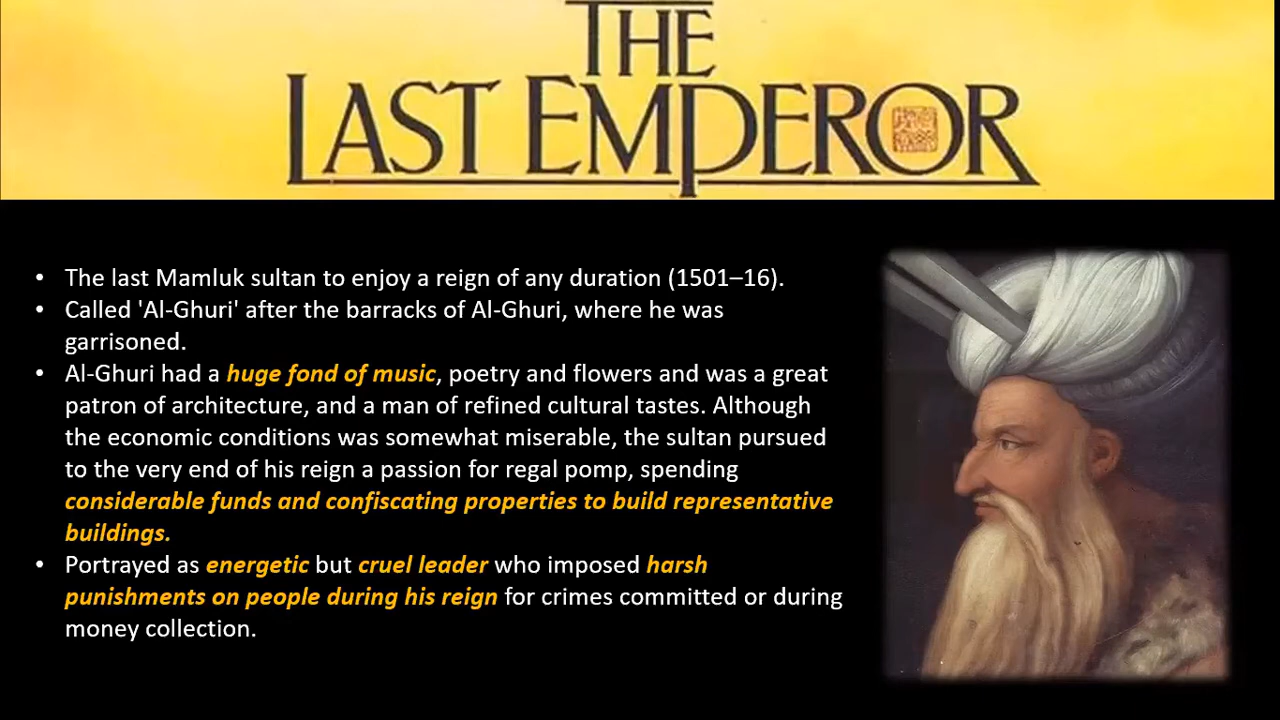 THE
LAST EMPEROR
• The last Mamluk sultan to enjoy a reign of any duration (1501–16).
• Called 'Al-Ghuri' after the barracks of Al-Ghuri, where he was
garrisoned.
• Al-Ghuri had a huge fond of music, poetry and flowers and was a great
patron of architecture, and a man of refined cultural tastes. Although
the economic conditions was somewhat miserable, the sultan pursued
to the very end of his reign a passion for regal pomp, spending
considerable funds and confiscating properties to build representative
buildings.
• Portrayed as energetic but cruel leader who imposed harsh
punishments on people during his reign for crimes committed or during
money collection.